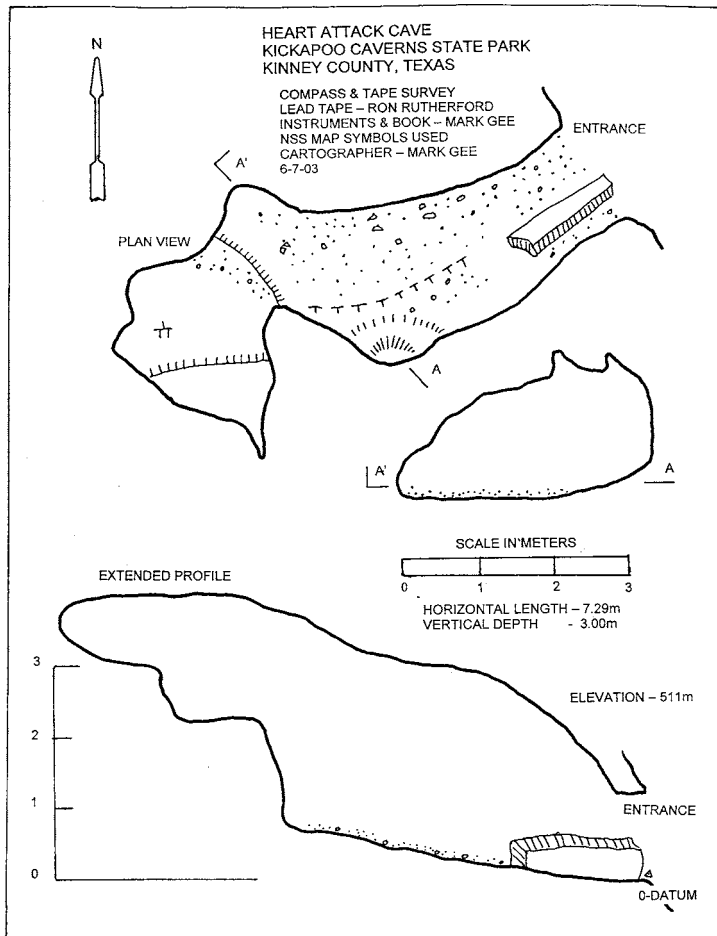 HEART ATTACK CAVE
KICKAPOO CAVERNS STATE PARK
KINNEY COUNTY, TEXAS
N
COMPASS & TAPE SURVEY
LEAD TAPE – RON RUTHERFORD
INSTRUMENTS & BOOK – MARK GEE
NSS MAP SYMBOLS USED
CARTOGRAPHER – MARK GEE
6-7-03
ENTRANCE
A'
PLAN VIEW
A
A'
A
SCALE IN METERS
0 1 2 3
HORIZONTAL LENGTH – 7.29m
VERTICAL DEPTH - 3.00m
EXTENDED PROFILE
3
ELEVATION – 511m
2
1
ENTRANCE
0
0-DATUM